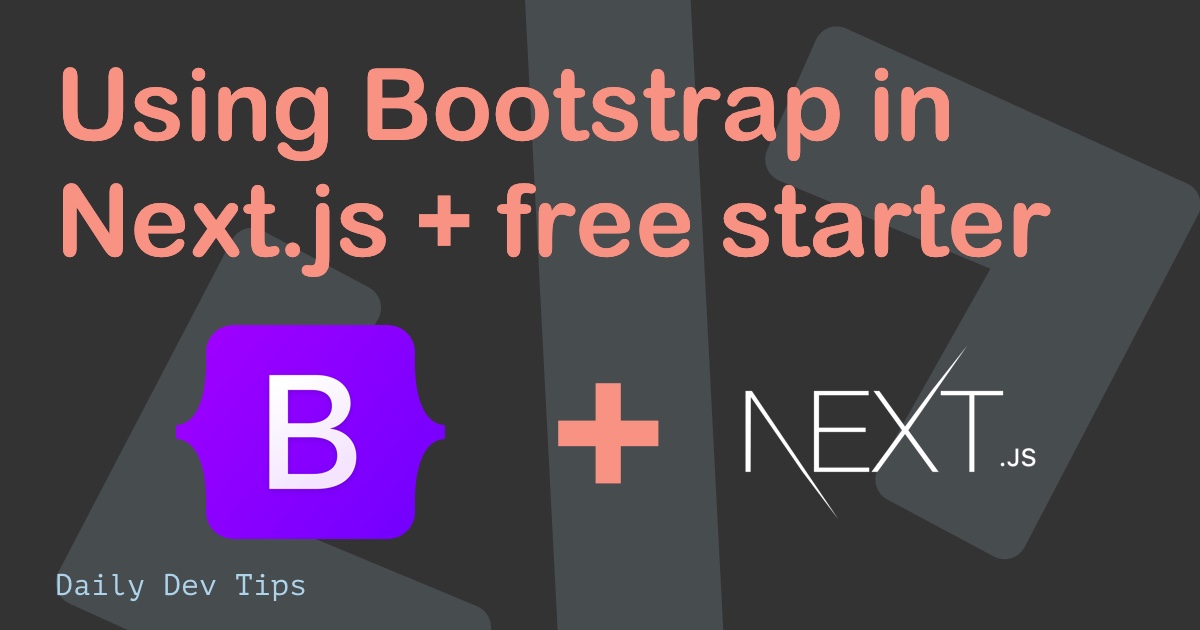 Using Bootstrap in
Next.js + free starter
B
NEXT.JS
Daily Dev Tips